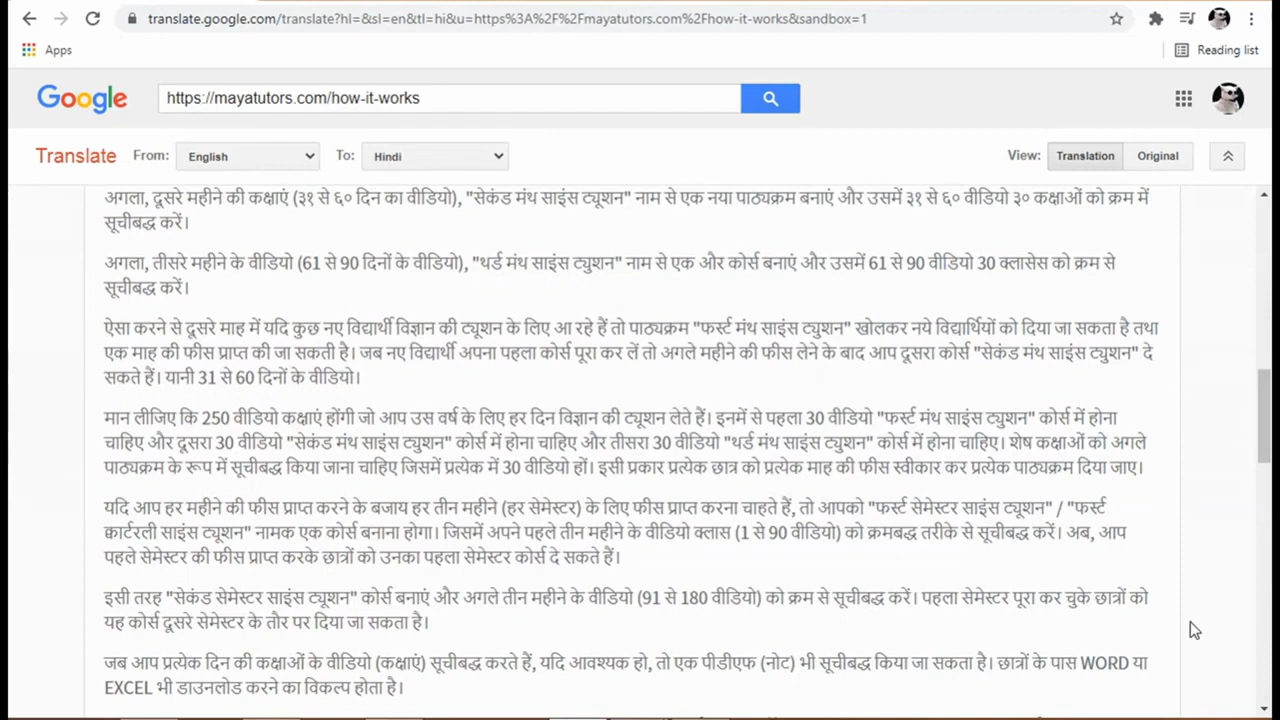 translate.google.com/translate?hl=&sl=en&tl=hi&u=https%3A%2F%2Fmayatutors.com%2Fhow-it-works&sandbox=1
Apps
Reading list
Google
https://mayatutors.com/how-it-works
Translate From: English To: Hindi View: Translation Original
अगला, दूसरे महीने की कक्षाएं (३१ से ६० दिन का वीडियो), "सेकंड मंथ साइंस ट्यूशन" नाम से एक नया पाठ्यक्रम बनाएं और उसमें ३१ से ६० वीडियो ३० कक्षाओं को क्रम में
सूचीबद्ध करें।
अगला, तीसरे महीने के वीडियो (61 से 90 दिनों के वीडियो), "थर्ड मंथ साइंस ट्युशन" नाम से एक और कोर्स बनाएं और उसमें 61 से 90 वीडियो 30 क्लासेस को क्रम से
सूचीबद्ध करें।
ऐसा करने से दूसरे माह में यदि कुछ नए विद्यार्थी विज्ञान की ट्यूशन के लिए आ रहे हैं तो पाठ्यक्रम "फर्स्ट मंथ साइंस ट्युशन" खोलकर नये विद्यार्थियों को दिया जा सकता है तथा
एक माह की फीस प्राप्त की जा सकती है। जब नए विद्यार्थी अपना पहला कोर्स पूरा कर लें तो अगले महीने की फीस लेने के बाद आप दूसरा कोर्स "सेकंड मंथ साइंस ट्युशन" दे
सकते हैं। यानी 31 से 60 दिनों के वीडियो।
मान लीजिए कि 250 वीडियो कक्षाएं होंगी जो आप उस वर्ष के लिए हर दिन विज्ञान की ट्यूशन लेते हैं। इनमें से पहला 30 वीडियो "फर्स्ट मंथ साइंस ट्युशन" कोर्स में होना
चाहिए और दूसरा 30 वीडियो "सेकंड मंथ साइंस ट्युशन" कोर्स में होना चाहिए और तीसरा 30 वीडियो "थर्ड मंथ साइंस ट्युशन" कोर्स में होना चाहिए। शेष कक्षाओं को अगले
पाठ्यक्रम के रूप में सूचीबद्ध किया जाना चाहिए जिसमें प्रत्येक में 30 वीडियो हों। इसी प्रकार प्रत्येक छात्र को प्रत्येक माह की फीस स्वीकार कर प्रत्येक पाठ्यक्रम दिया जाए।
यदि आप हर महीने की फीस प्राप्त करने के बजाय हर तीन महीने (हर सेमेस्टर) के लिए फीस प्राप्त करना चाहते हैं, तो आपको "फर्स्ट सेमेस्टर साइंस ट्यूशन" / "फर्स्ट
क्वार्टरली साइंस ट्यूशन" नामक एक कोर्स बनाना होगा। जिसमें अपने पहले तीन महीने के वीडियो क्लास (1 से 90 वीडियो) को क्रमबद्ध तरीके से सूचीबद्ध करें। अब, आप
पहले सेमेस्टर की फीस प्राप्त करके छात्रों को उनका पहला सेमेस्टर कोर्स दे सकते हैं।
इसी तरह "सेकंड सेमेस्टर साइंस ट्यूशन" कोर्स बनाएं और अगले तीन महीने के वीडियो (91 से 180 वीडियो) को क्रम से सूचीबद्ध करें। पहला सेमेस्टर पूरा कर चुके छात्रों को
यह कोर्स दूसरे सेमेस्टर के तौर पर दिया जा सकता है।
जब आप प्रत्येक दिन की कक्षाओं के वीडियो (कक्षाएं) सूचीबद्ध करते हैं, यदि आवश्यक हो, तो एक पीडीएफ (नोट) भी सूचीबद्ध किया जा सकता है। छात्रों के पास WORD या
EXCEL भी डाउनलोड करने का विकल्प होता है।